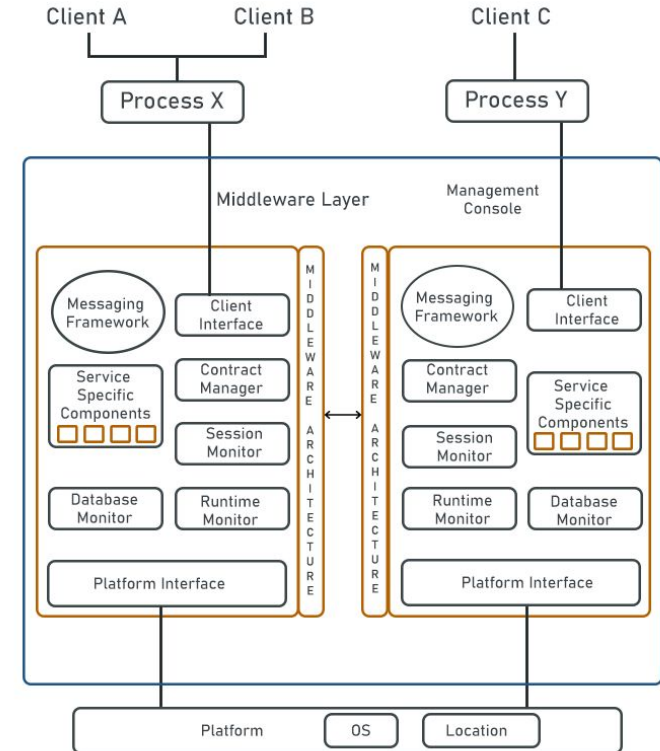 Client A
Client B
Client C
Process X
Process Y
Middleware Layer
Management
Console
Messaging
Framework
Client
Interface
Contract
Manager
Service
Specific
Components
Session
Monitor
Database
Monitor
Runtime
Monitor
Platform Interface
MIDDLEWARE ARCHITECTURE
MIDDLEWARE ARCHITECTURE
Messaging
Framework
Client
Interface
Contract
Manager
Service
Specific
Components
Session
Monitor
Runtime
Monitor
Database
Monitor
Platform Interface
Platform
OS
Location